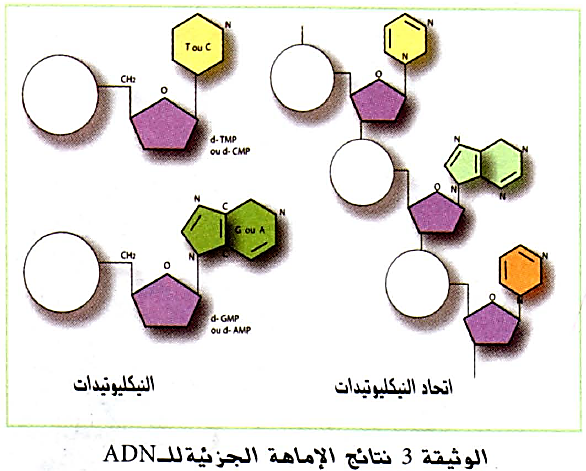 N
T ou C
CH₂
O
d-TMP
ou d-CMP
N
O
N
N
N
N
O
N
N
C
N
G ou A
C
N
CH₂
O
d-GMP
ou d-AMP
N
N
O
النيكليوتيدات
اتحاد النيكليوتيدات
الوثيقة 3 نتائج الإماهة الجزئية للـADN